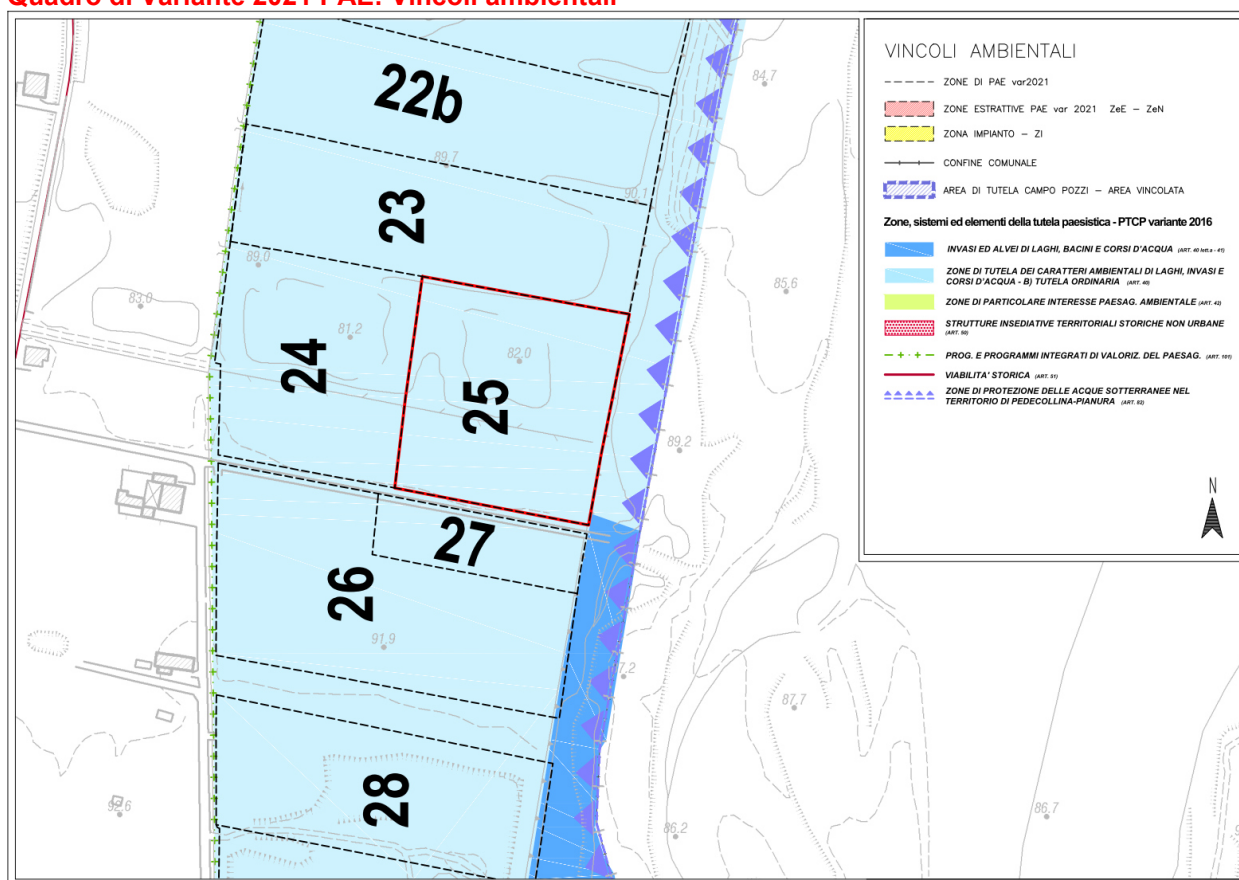 Quadro di Variante 2021 PAE: Vincoli ambientali
VINCOLI AMBIENTALI
ZONE DI PAE var2021
ZONE ESTRATTIVE PAE var 2021 ZeE – ZeN
ZONA IMPIANTO – ZI
CONFINE COMUNALE
AREA DI TUTELA CAMPO POZZI – AREA VINCOLATA
Zone, sistemi ed elementi della tutela paesistica - PTCP variante 2016
INVASI ED ALVEI DI LAGHI, BACINI E CORSI D'ACQUA (ART. 40 lett.a - 41)
ZONE DI TUTELA DEI CARATTERI AMBIENTALI DI LAGHI, INVASI E
CORSI D'ACQUA - B) TUTELA ORDINARIA (ART. 40)
ZONE DI PARTICOLARE INTERESSE PAESAG. AMBIENTALE (ART. 42)
STRUTTURE INSEDIATIVE TERRITORIALI STORICHE NON URBANE
(ART. 50)
PROG. E PROGRAMMI INTEGRATI DI VALORIZ. DEL PAESAG. (ART. 101)
VIABILITA' STORICA (ART. 51)
ZONE DI PROTEZIONE DELLE ACQUE SOTTERRANEE NEL
TERRITORIO DI PEDECOLLINA-PIANURA (ART. 82)
N
22b
84.7
89.7
23
90.1
89.0
85.6
83.0
81.2
82.0
24
25
89.2
27
26
91.9
87.7
28
92.6
86.2
86.7